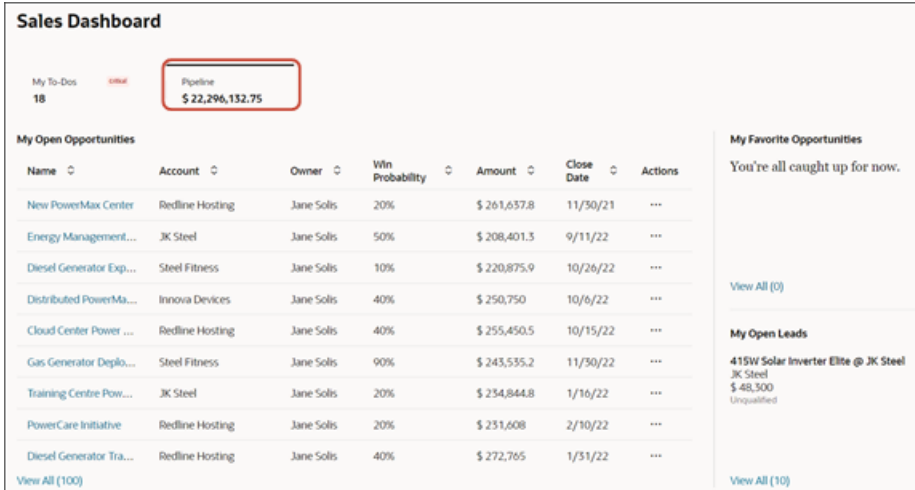 Sales Dashboard
My To-Dos critical
18
Pipeline
$ 22,296,132.75
My Open Opportunities
Name Account Owner Win Probability Amount Close Date Actions
New PowerMax Center Redline Hosting Jane Solis 20% $ 261,637.8 11/30/21 ...
Energy Management... JK Steel Jane Solis 50% $ 208,401.3 9/11/22 ...
Diesel Generator Exp... Steel Fitness Jane Solis 10% $ 220,875.9 10/26/22 ...
Distributed PowerMa... Innova Devices Jane Solis 40% $ 250,750 10/6/22 ...
Cloud Center Power ... Redline Hosting Jane Solis 40% $ 255,450.5 10/15/22 ...
Gas Generator Deplo... Steel Fitness Jane Solis 90% $ 243,535.2 11/30/22 ...
Training Centre Pow... JK Steel Jane Solis 20% $ 234,844.8 1/16/22 ...
PowerCare Initiative Redline Hosting Jane Solis 20% $ 231,608 2/10/22 ...
Diesel Generator Tra... Redline Hosting Jane Solis 40% $ 272,765 1/31/22 ...
View All (100)
My Favorite Opportunities
You're all caught up for now.
View All (0)
My Open Leads
415W Solar Inverter Elite @ JK Steel
JK Steel
$ 48,300
Unqualified
View All (10)